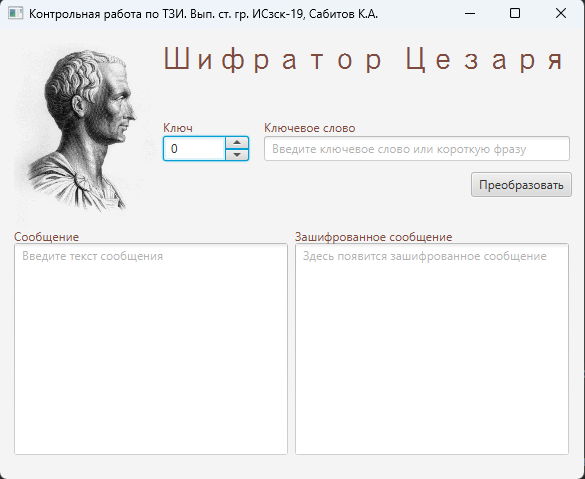 Контрольная работа по ТЗИ. Вып. ст. гр. ИСзск-19, Сабитов К.А.
Шифратор Цезаря
Ключ
Ключевое слово
0
Введите ключевое слово или короткую фразу
Преобразовать
Сообщение
Зашифрованное сообщение
Введите текст сообщения
Здесь появится зашифрованное сообщение